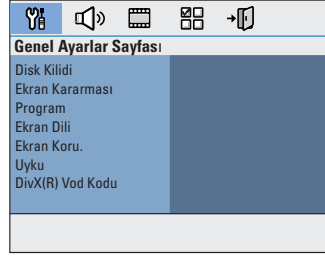 Genel Ayarlar Sayfası
Disk Kilidi
Ekran Kararması
Program
Ekran Dili
Ekran Koru.
Uyku
DivX(R) Vod Kodu